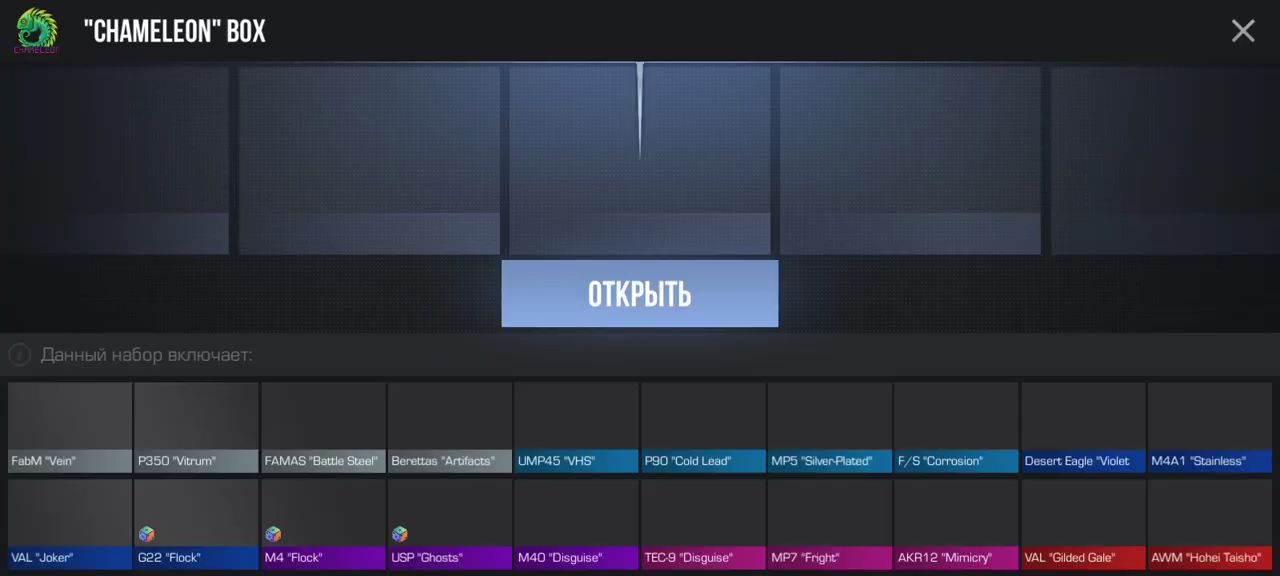 CHAMELEON
"CHAMELEON" BOX
ОТКРЫТЬ
Данный набор включает:
FabM "Vein"
P350 "Vitrum"
FAMAS "Battle Steel"
Berettas "Artifacts"
UMP45 "VHS"
P90 "Cold Lead"
MP5 "Silver-Plated"
F/S "Corrosion"
Desert Eagle "Violet
M4A1 "Stainless"
VAL "Joker"
G22 "Flock"
M4 "Flock"
USP "Ghosts"
M40 "Disguise"
TEC-9 "Disguise"
MP7 "Fright"
AKR12 "Mimicry"
VAL "Gilded Gale"
AWM "Hohei Taisho"